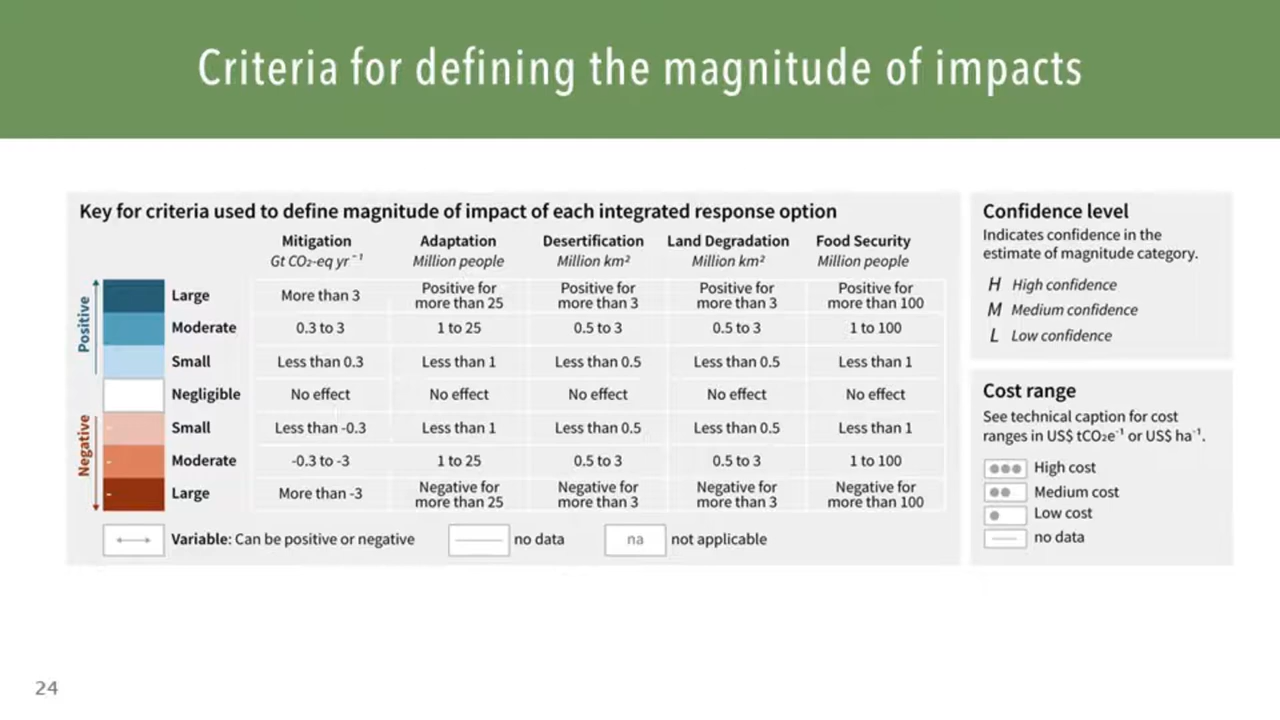 Criteria for defining the magnitude of impacts
Key for criteria used to define magnitude of impact of each integrated response option
Mitigation Adaptation Desertification Land Degradation Food Security
Gt CO₂-eq yr⁻¹ Million people Million km² Million km² Million people
Positive
Large More than 3 Positive for more than 25 Positive for more than 3 Positive for more than 3 Positive for more than 100
Moderate 0.3 to 3 1 to 25 0.5 to 3 0.5 to 3 1 to 100
Small Less than 0.3 Less than 1 Less than 0.5 Less than 0.5 Less than 1
Negligible No effect No effect No effect No effect No effect
Negative
Small Less than -0.3 Less than 1 Less than 0.5 Less than 0.5 Less than 1
Moderate -0.3 to -3 1 to 25 0.5 to 3 0.5 to 3 1 to 100
Large More than -3 Negative for more than 25 Negative for more than 3 Negative for more than 3 Negative for more than 100
Variable: Can be positive or negative no data na not applicable
Confidence level
Indicates confidence in the
estimate of magnitude category.
H High confidence
M Medium confidence
L Low confidence
Cost range
See technical caption for cost
ranges in US$ tCO₂e⁻¹ or US$ ha⁻¹.
High cost
Medium cost
Low cost
no data
24